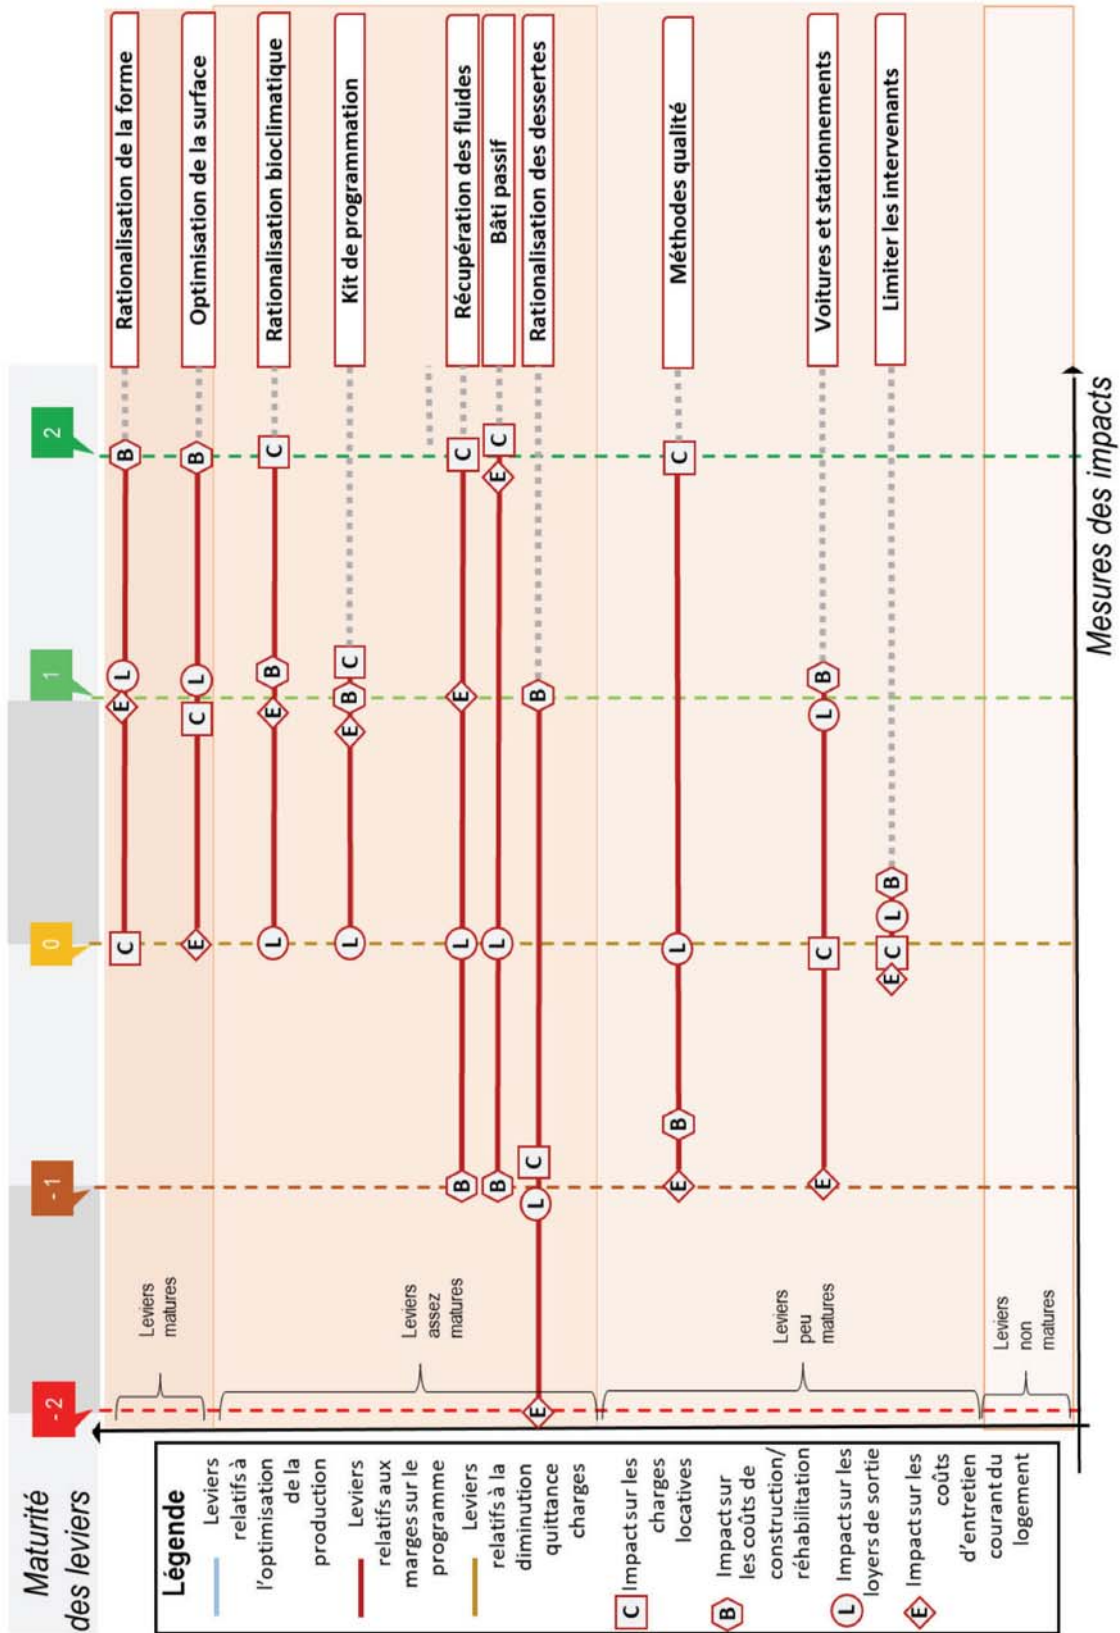 Maturité
des leviers
- 2
- 1
0
1
2
Leviers
matures
C
E
L
B
Rationalisation de la forme
E
C
L
B
Optimisation de la surface
Leviers
assez
matures
L
E
B
C
Rationalisation bioclimatique
L
E
B
C
Kit de programmation
B
L
E
C
Récupération des fluides
B
L
E
C
Bâti passif
E
L
C
B
Rationalisation des dessertes
Leviers
peu
matures
E
B
L
C
Méthodes qualité
E
C
L
B
Voitures et stationnements
E
C
L
B
Limiter les intervenants
Leviers
non
matures
Mesures des impacts
Légende
Leviers
relatifs à
l'optimisation
de la
production
Leviers
relatifs aux
marges sur le
programme
Leviers
relatifs à la
diminution
quittance
charges
C Impact sur les
charges
locatives
B Impact sur
les coûts de
construction/
réhabilitation
L Impact sur les
loyers de sortie
E Impact sur les
coûts
d'entretien
courant du
logement